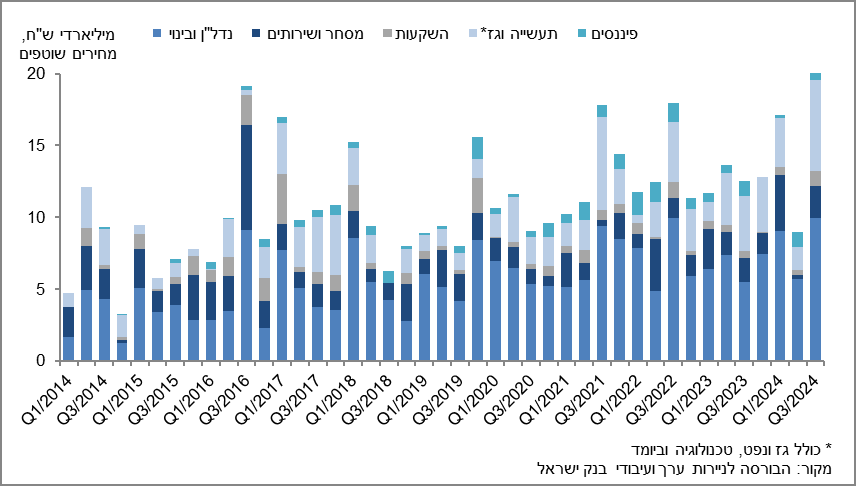 מיליארדי ש"ח,
מחירים שוטפים
נדל"ן ובינוי מסחר ושירותים השקעות תעשייה וגז* פיננסים
20
15
10
5
0
Q1/2014 Q3/2014 Q1/2015 Q3/2015 Q1/2016 Q3/2016 Q1/2017 Q3/2017 Q1/2018 Q3/2018 Q1/2019 Q3/2019 Q1/2020 Q3/2020 Q1/2021 Q3/2021 Q1/2022 Q3/2022 Q1/2023 Q3/2023 Q1/2024 Q3/2024
* כולל גז ונפט, טכנולוגיה וביומד
מקור: הבורסה לניירות ערך ועיבודי בנק ישראל